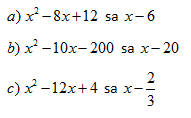 a) x² – 8x + 12 sa x – 6
b) x² – 10x – 200 sa x – 20
c) x² – 12x + 4 sa x – 2/3